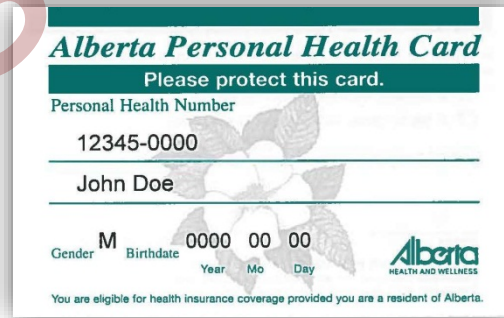 Alberta Personal Health Card
Please protect this card.
Personal Health Number
12345-0000
John Doe
Gender M Birthdate 0000 00 00
Year Mo Day
Alberta
HEALTH AND WELLNESS
You are eligible for health insurance coverage provided you are a resident of Alberta.